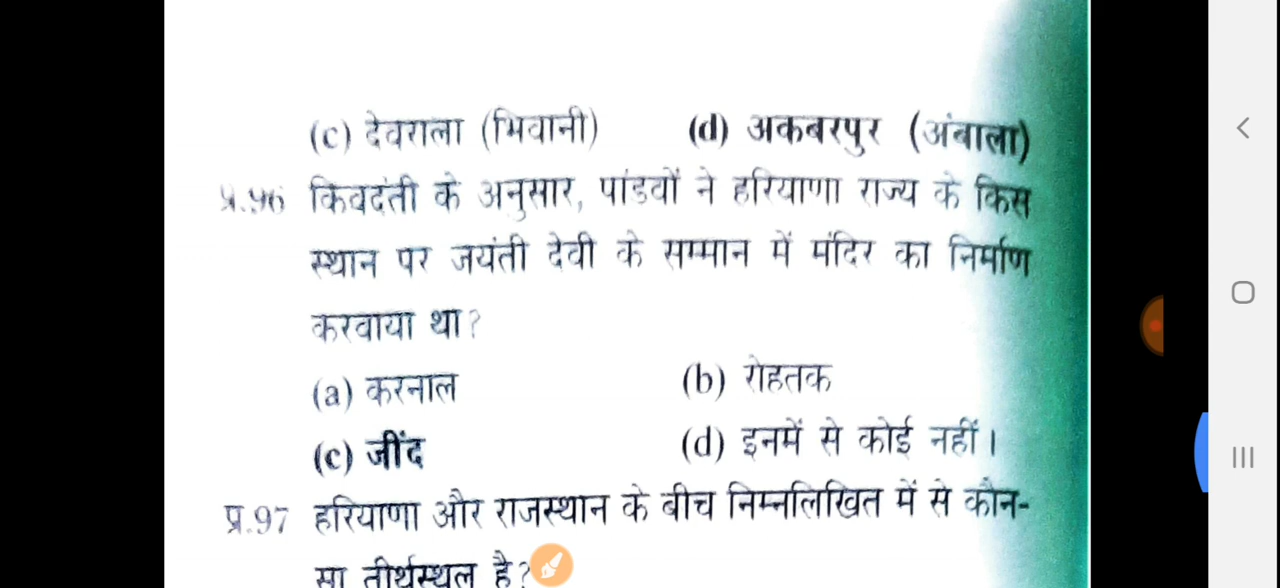 (c) देवराला (भिवानी) (d) अकबरपुर (अंबाला)
प्र.96 किवदंती के अनुसार, पांडवों ने हरियाणा राज्य के किस
स्थान पर जयंती देवी के सम्मान में मंदिर का निर्माण
करवाया था?
(a) करनाल (b) रोहतक
(c) जींद (d) इनमें से कोई नहीं।
प्र.97 हरियाणा और राजस्थान के बीच निम्नलिखित में से कौन-
सा तीर्थस्थल है?